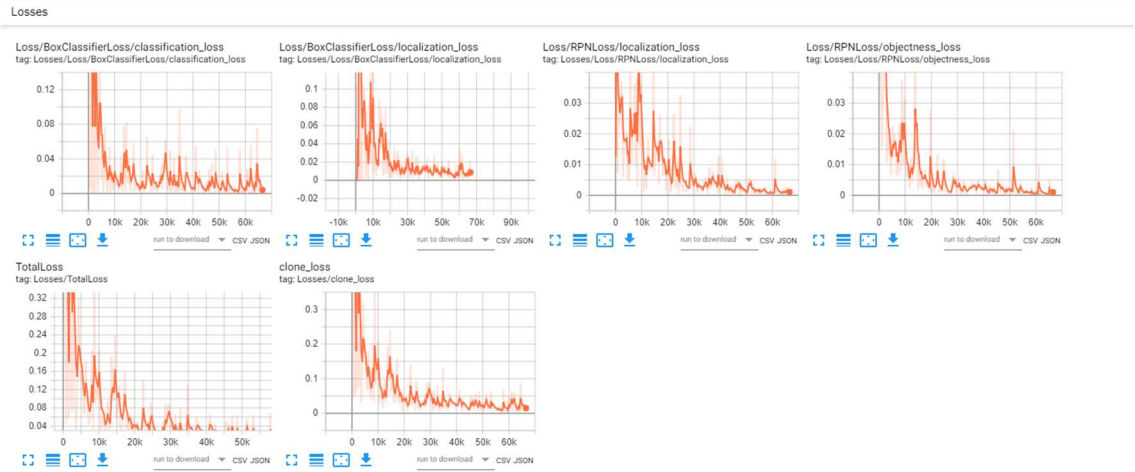 Losses
Loss/BoxClassifierLoss/classification_loss
tag: Losses/Loss/BoxClassifierLoss/classification_loss
0.12
0.08
0.04
0
0 10k 20k 30k 40k 50k 60k
run to download CSV JSON
Loss/BoxClassifierLoss/localization_loss
tag: Losses/Loss/BoxClassifierLoss/localization_loss
0.1
0.08
0.06
0.04
0.02
0
-0.02
-10k 10k 30k 50k 70k 90k
run to download CSV JSON
Loss/RPNLoss/localization_loss
tag: Losses/Loss/RPNLoss/localization_loss
0.03
0.02
0.01
0
0 10k 20k 30k 40k 50k 60k
run to download CSV JSON
Loss/RPNLoss/objectness_loss
tag: Losses/Loss/RPNLoss/objectness_loss
0.03
0.02
0.01
0
0 10k 20k 30k 40k 50k 60k
run to download CSV JSON
TotalLoss
tag: Losses/TotalLoss
0.32
0.28
0.24
0.2
0.16
0.12
0.08
0.04
0 10k 20k 30k 40k 50k
run to download CSV JSON
clone_loss
tag: Losses/clone_loss
0.3
0.2
0.1
0
0 10k 20k 30k 40k 50k 60k
run to download CSV JSON